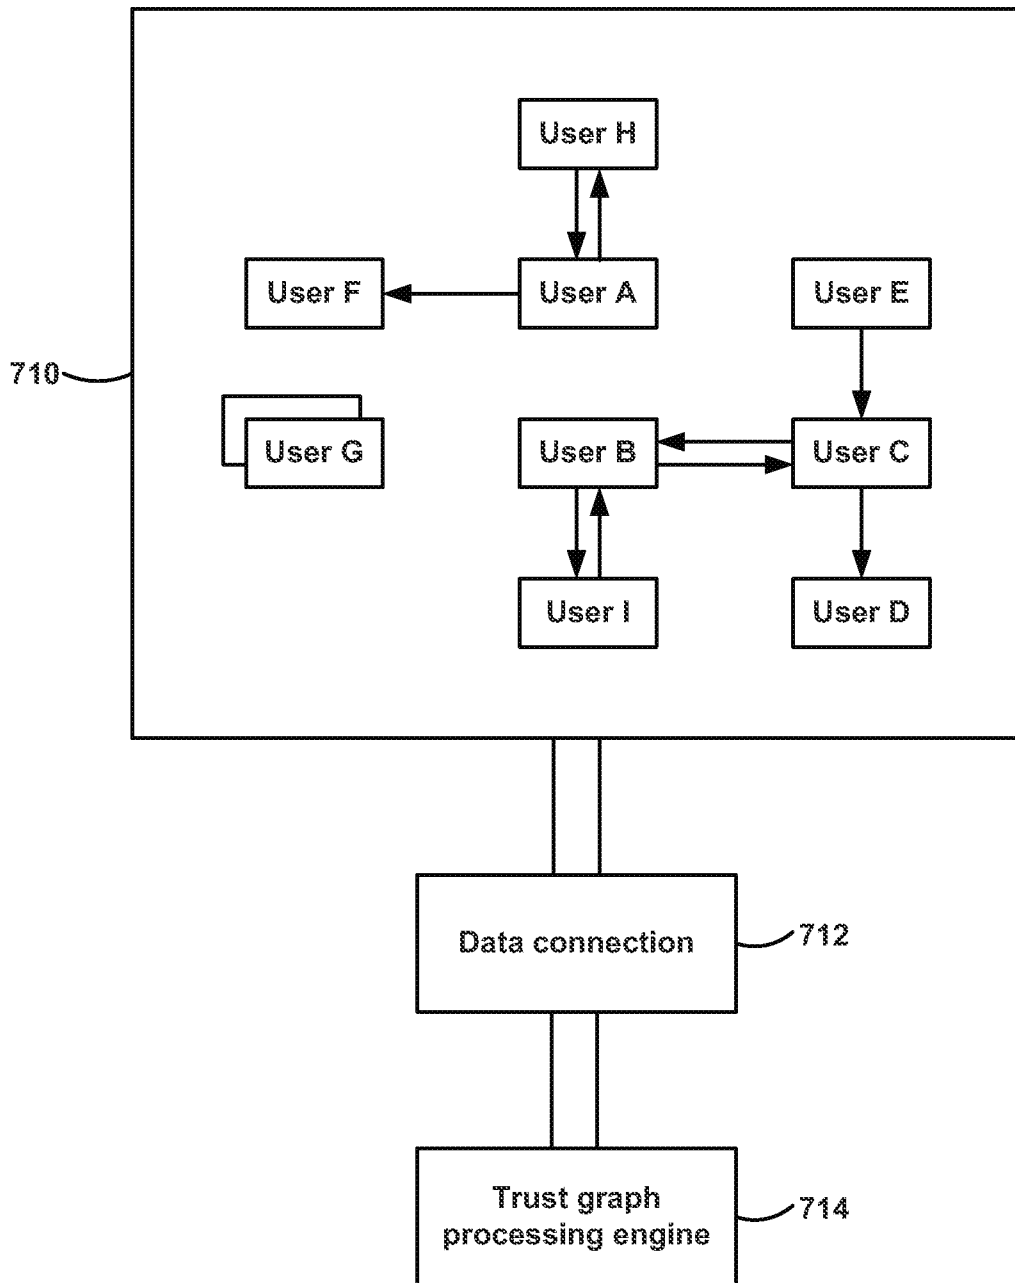 User H
User F
User A
User E
710
User G
User B
User C
User I
User D
Data connection
712
Trust graph
processing engine
714